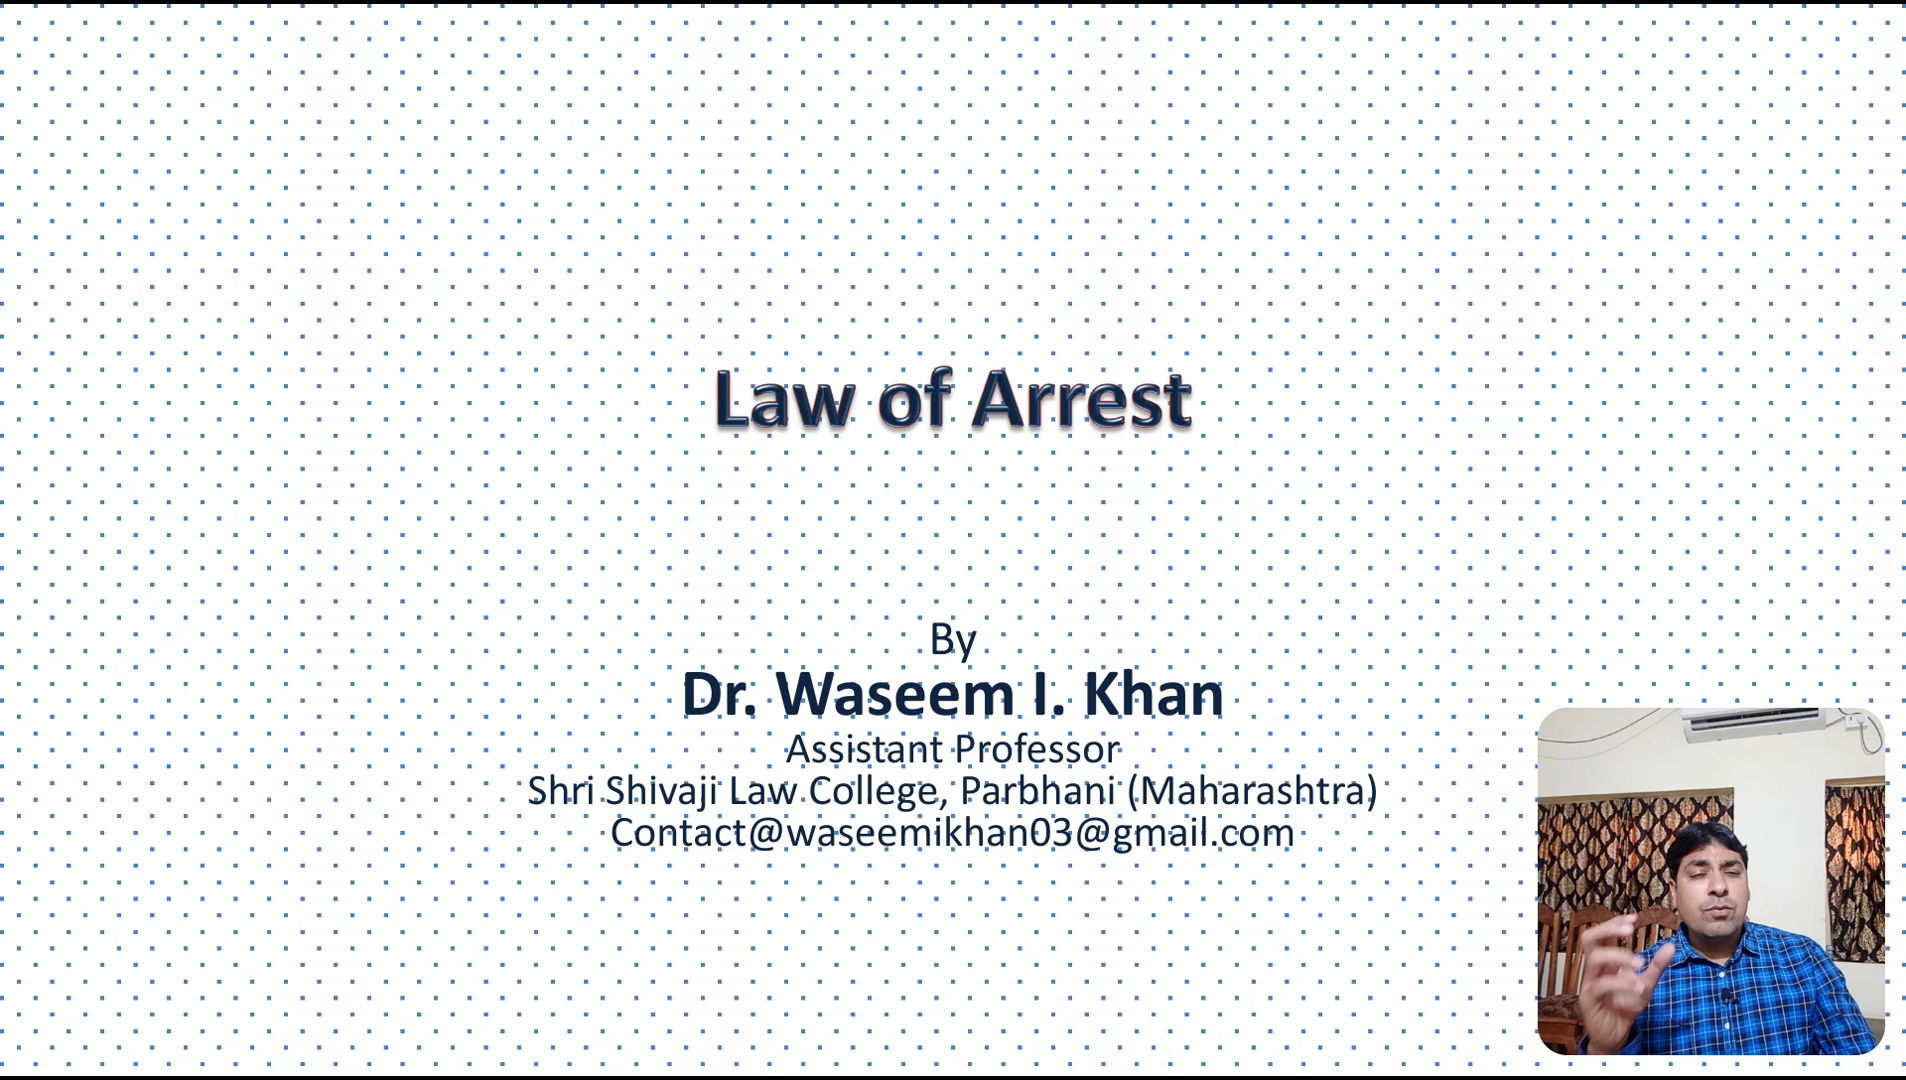 Law of Arrest
By
Dr. Waseem I. Khan
Assistant Professor
Shri Shivaji Law College, Parbhani (Maharashtra)
Contact@waseemikhan03@gmail.com